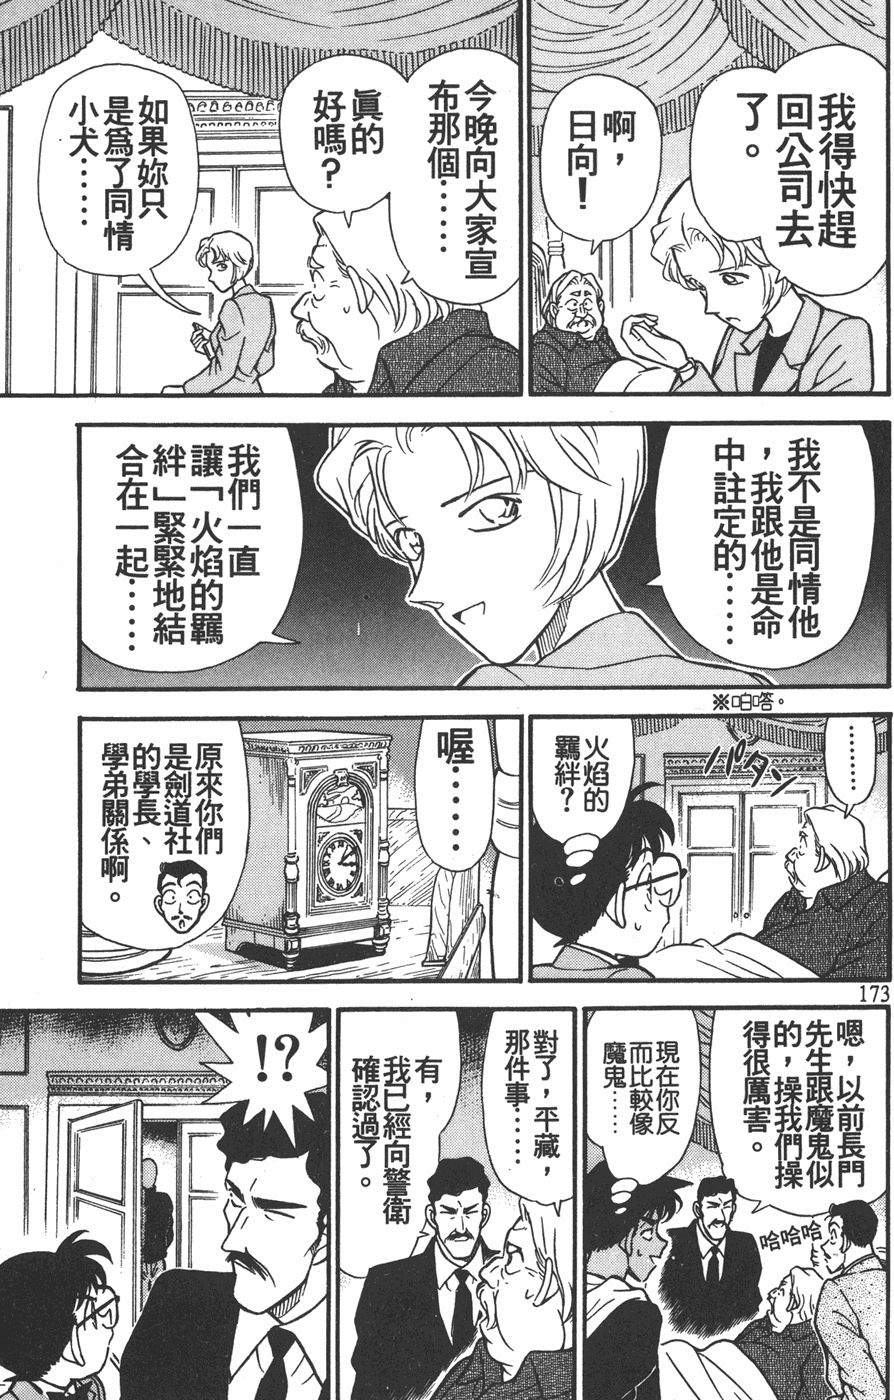 我得快趕
回公司去
了。
啊，
日向！
今晚向大家宣
布那個……
真的
好嗎？
如果妳只
是為了同情
小犬……
我不是同情他
，我跟他是命
中註定的……
我們一直
讓「火焰的羈
絆」緊緊地結
合在一起……
※啪嗒。
……
パタン
火焰的
羈絆？
喔……
原來你們
是劍道社
的學長、
學弟關係啊。
173
嗯，以前長門
先生跟魔鬼似
的，操我們操
得很厲害。
哈哈哈
現在你反
而比較像
魔鬼……
對了，平藏，
那件事……
有，
我已經向警衛
確認過了。
!?